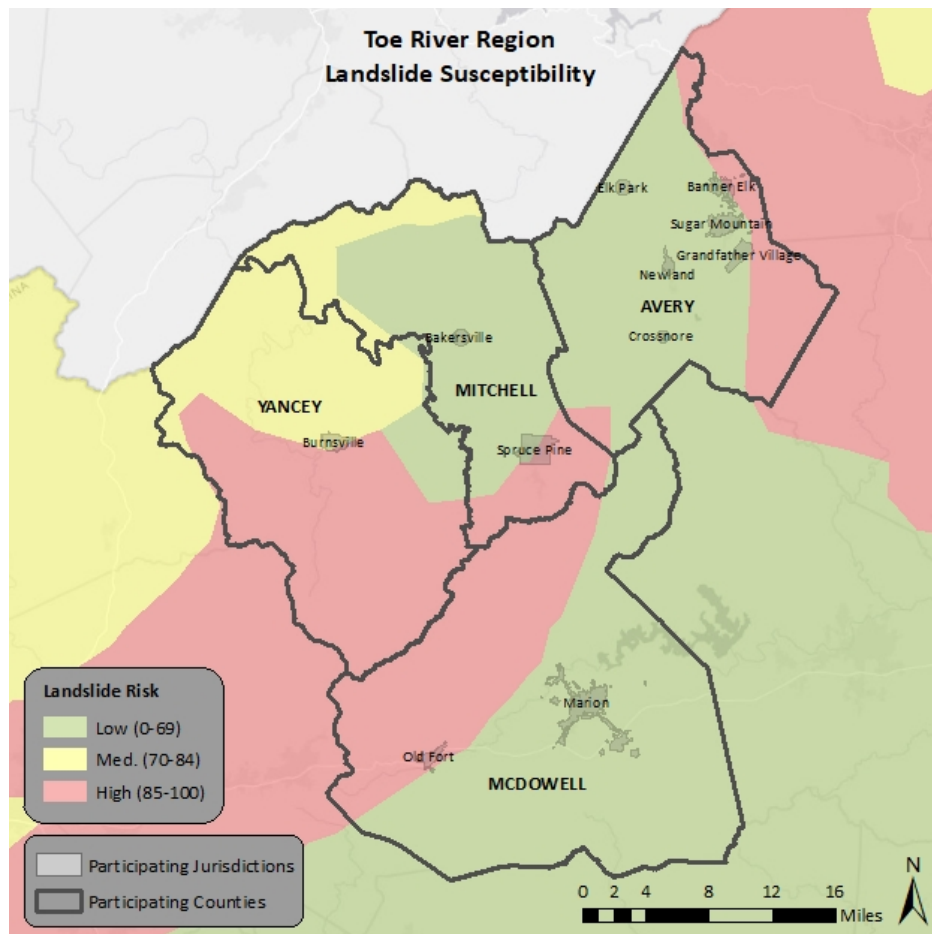 Toe River Region
Landslide Susceptibility
Elk Park
Banner Elk
Sugar Mountain
Grandfather Village
Newland
AVERY
Crossnore
Bakersville
MITCHELL
YANCEY
Burnsville
Spruce Pine
Marion
Old Fort
MCDOWELL
Landslide Risk
Low (0-69)
Med. (70-84)
High (85-100)
Participating Jurisdictions
Participating Counties
0 2 4 8 12 16
Miles
N